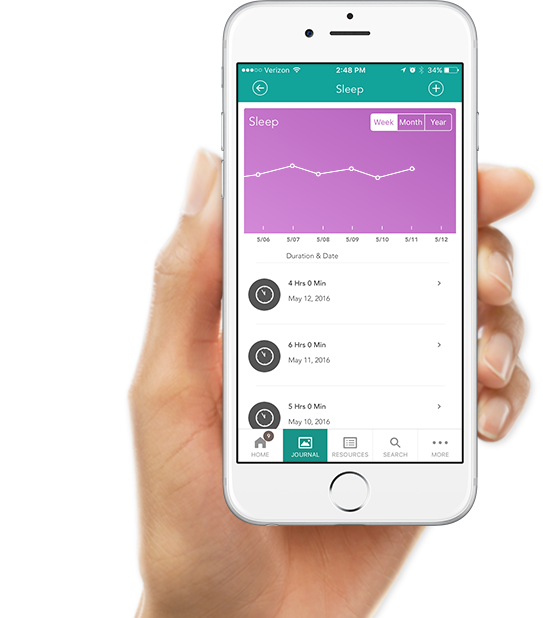 Verizon 2:48 PM 34%
Sleep
Sleep Week Month Year
5/06 5/07 5/08 5/09 5/10 5/11 5/12
Duration & Date
4 Hrs 0 Min
May 12, 2016
6 Hrs 0 Min
May 11, 2016
5 Hrs 0 Min
May 10, 2016
9
HOME JOURNAL RESOURCES SEARCH MORE